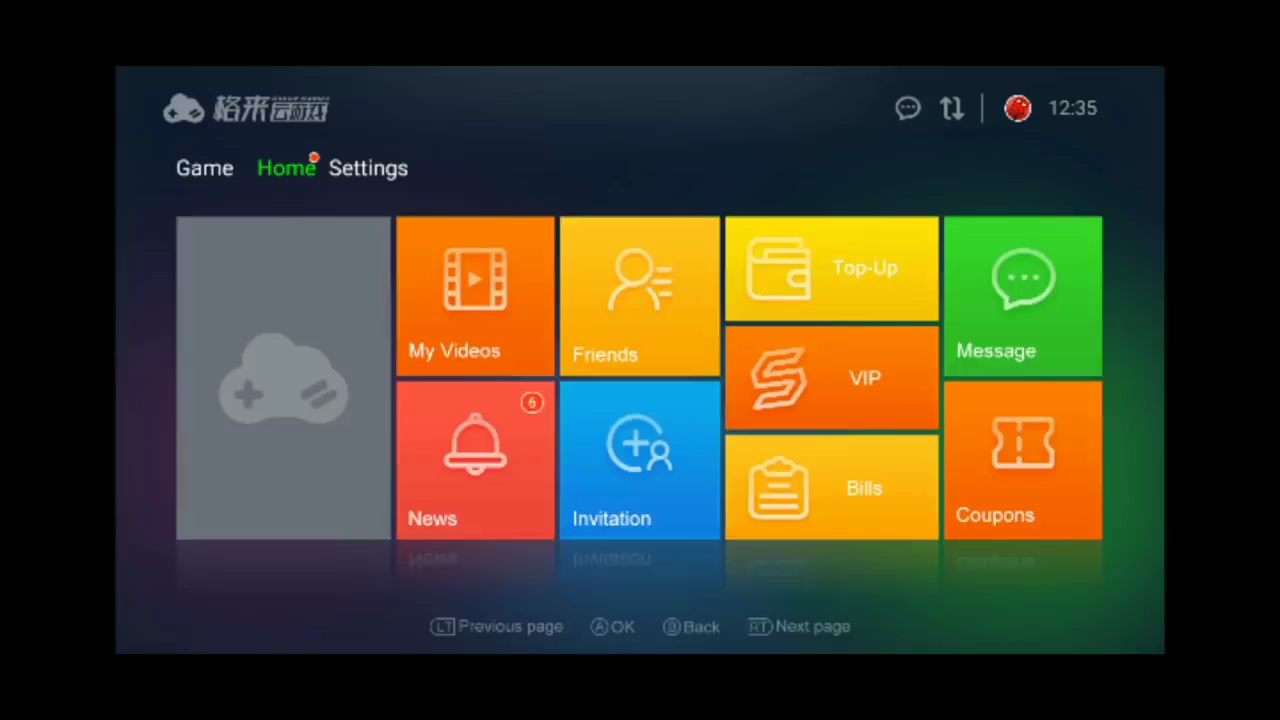 格来云游戏
12:35
Game Home Settings
My Videos
Friends
Top-Up
Message
VIP
6
News
Invitation
Bills
Coupons
LT Previous page A OK B Back RT Next page